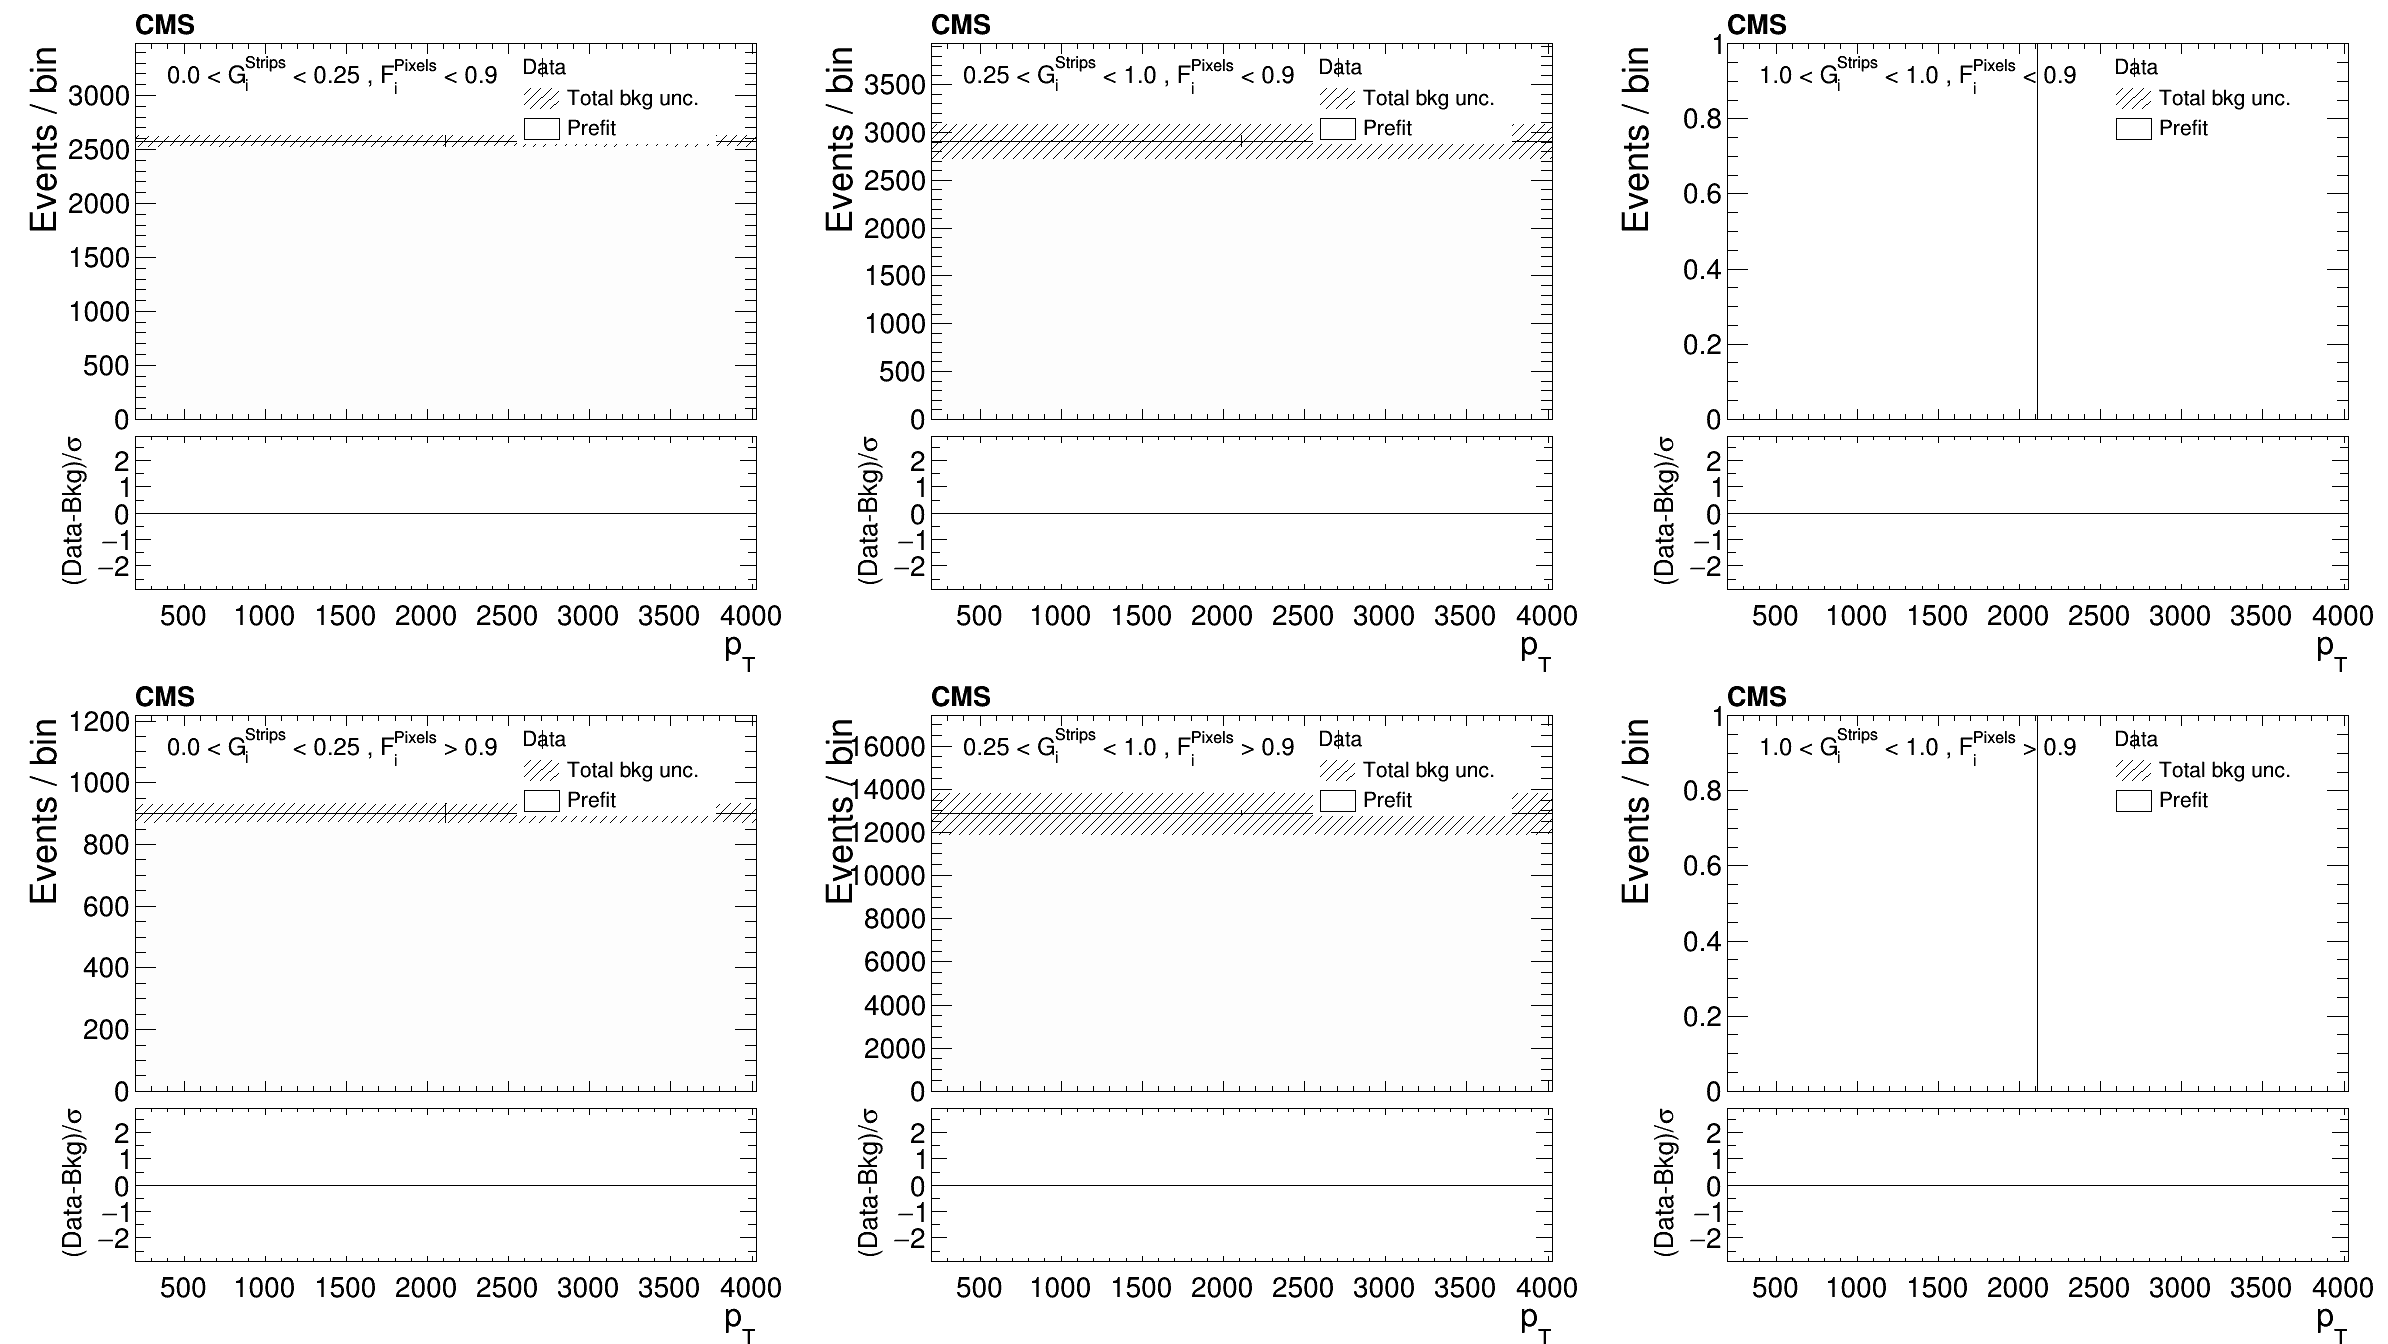 CMS
Events / bin
0.0 < G_i^Strips < 0.25 , F_i^Pixels < 0.9
Data
Total bkg unc.
Prefit
3000
2500
2000
1500
1000
500
0
(Data-Bkg)/σ
2
1
0
−1
−2
500 1000 1500 2000 2500 3000 3500 4000
p_T
CMS
Events / bin
0.25 < G_i^Strips < 1.0 , F_i^Pixels < 0.9
Data
Total bkg unc.
Prefit
3500
3000
2500
2000
1500
1000
500
0
(Data-Bkg)/σ
2
1
0
−1
−2
500 1000 1500 2000 2500 3000 3500 4000
p_T
CMS
Events / bin
1.0 < G_i^Strips < 1.0 , F_i^Pixels < 0.9
Data
Total bkg unc.
Prefit
1
0.8
0.6
0.4
0.2
0
(Data-Bkg)/σ
2
1
0
−1
−2
500 1000 1500 2000 2500 3000 3500 4000
p_T
CMS
Events / bin
0.0 < G_i^Strips < 0.25 , F_i^Pixels > 0.9
Data
Total bkg unc.
Prefit
1200
1000
800
600
400
200
0
(Data-Bkg)/σ
2
1
0
−1
−2
500 1000 1500 2000 2500 3000 3500 4000
p_T
CMS
Events / bin
0.25 < G_i^Strips < 1.0 , F_i^Pixels > 0.9
Data
Total bkg unc.
Prefit
16000
14000
12000
10000
8000
6000
4000
2000
0
(Data-Bkg)/σ
2
1
0
−1
−2
500 1000 1500 2000 2500 3000 3500 4000
p_T
CMS
Events / bin
1.0 < G_i^Strips < 1.0 , F_i^Pixels > 0.9
Data
Total bkg unc.
Prefit
1
0.8
0.6
0.4
0.2
0
(Data-Bkg)/σ
2
1
0
−1
−2
500 1000 1500 2000 2500 3000 3500 4000
p_T